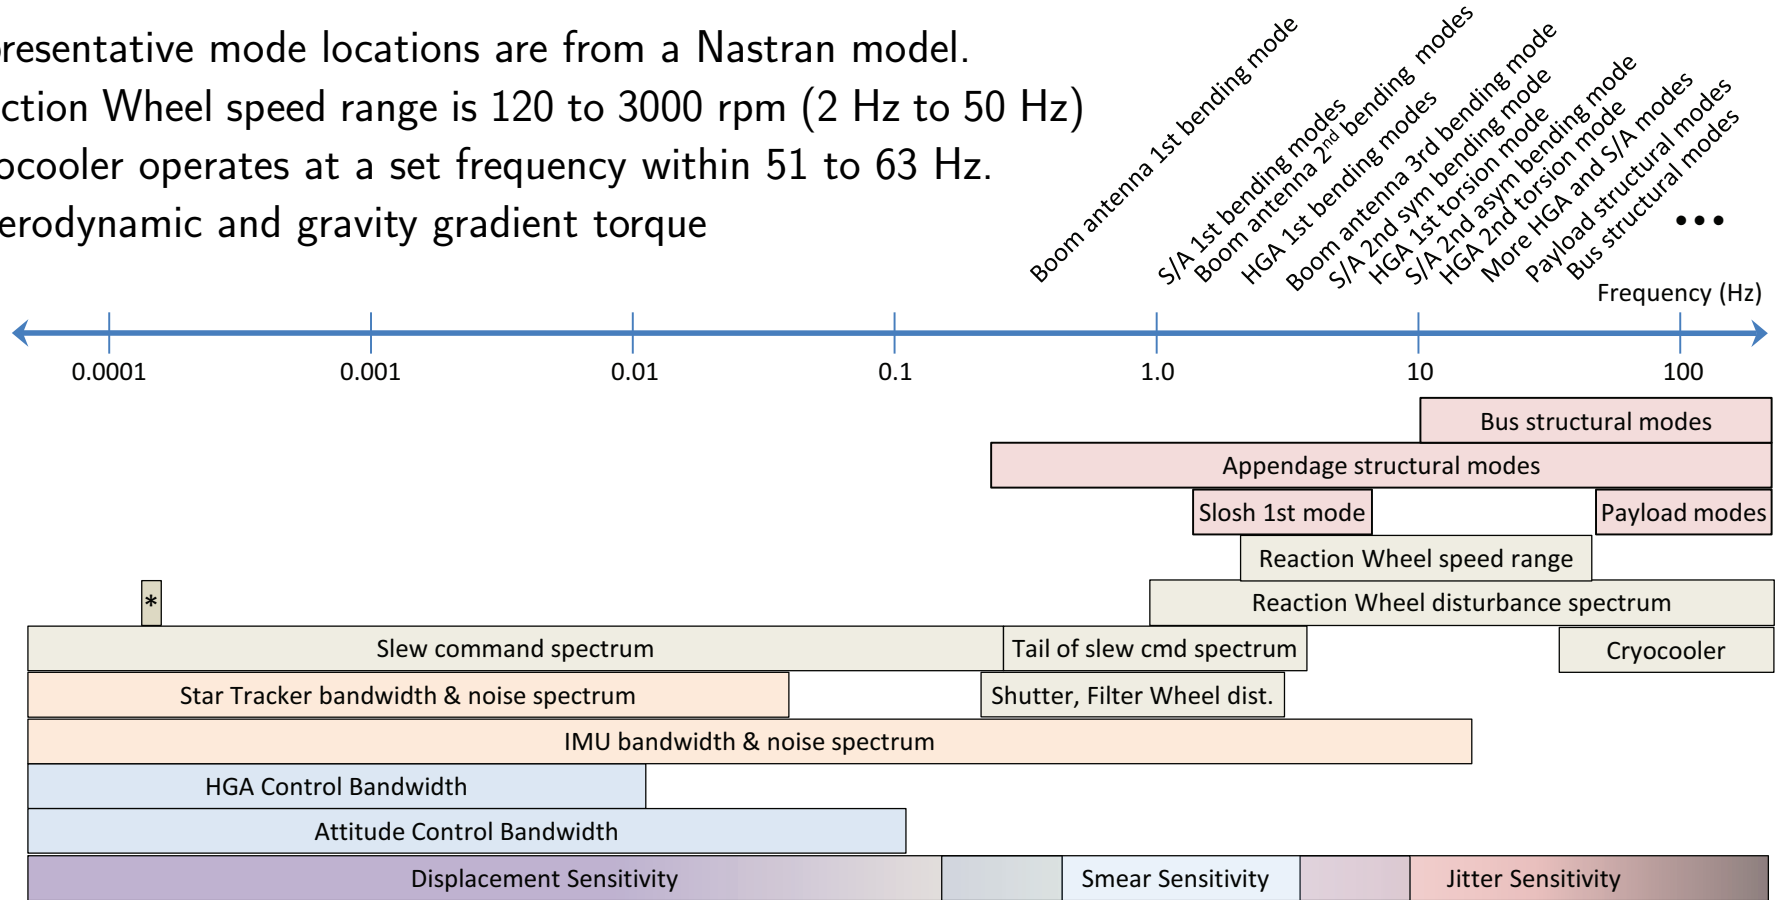 presentative mode locations are from a Nastran model.
ction Wheel speed range is 120 to 3000 rpm (2 Hz to 50 Hz)
ocooler operates at a set frequency within 51 to 63 Hz.
erodynamic and gravity gradient torque
Boom antenna 1st bending mode
S/A 1st bending modes
Boom antenna 2nd bending modes
HGA 1st bending modes
Boom antenna 3rd bending mode
S/A 2nd sym bending mode
HGA 1st torsion mode
S/A 2nd asym bending mode
HGA 2nd torsion mode
More HGA and S/A modes
Payload structural modes
Bus structural modes
•••
Frequency (Hz)
0.0001 0.001 0.01 0.1 1.0 10 100
Bus structural modes
Appendage structural modes
Slosh 1st mode Payload modes
Reaction Wheel speed range
* Reaction Wheel disturbance spectrum
Slew command spectrum Tail of slew cmd spectrum Cryocooler
Star Tracker bandwidth & noise spectrum Shutter, Filter Wheel dist.
IMU bandwidth & noise spectrum
HGA Control Bandwidth
Attitude Control Bandwidth
Displacement Sensitivity Smear Sensitivity Jitter Sensitivity